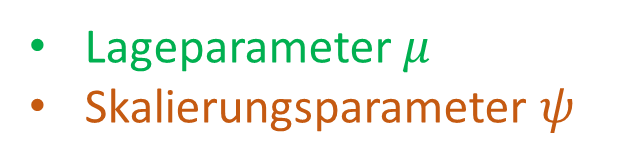 • Lageparameter μ
• Skalierungsparameter ψ